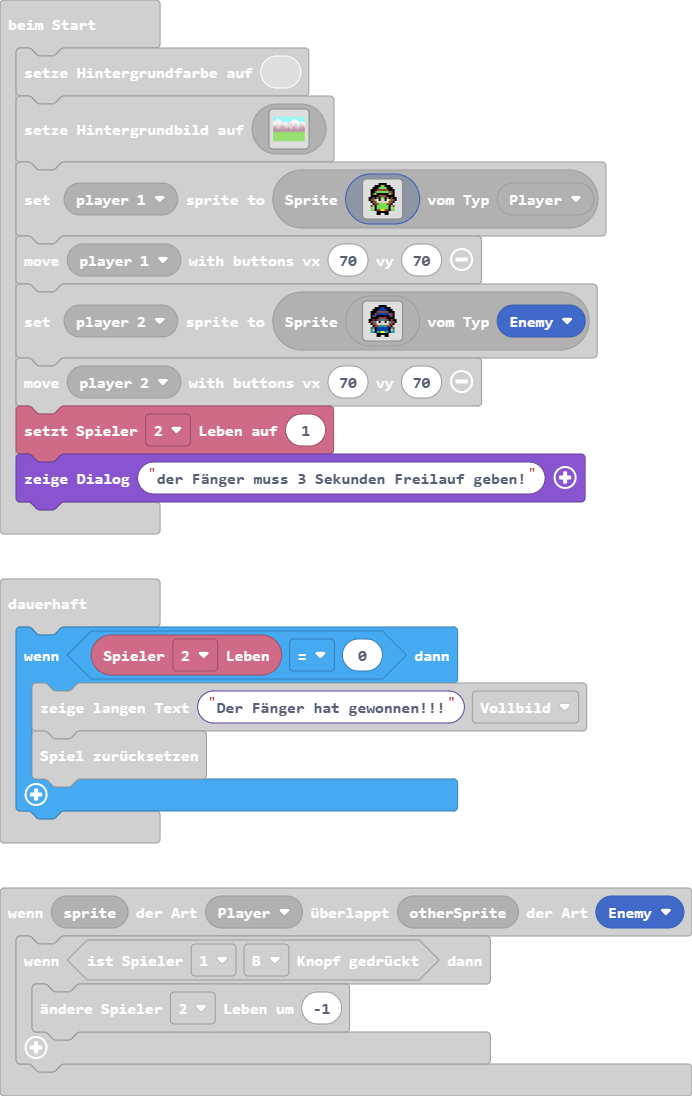 beim Start
setze Hintergrundfarbe auf
setze Hintergrundbild auf
set player 1 sprite to Sprite vom Typ Player
move player 1 with buttons vx 70 vy 70
set player 2 sprite to Sprite vom Typ Enemy
move player 2 with buttons vx 70 vy 70
setzt Spieler 2 Leben auf 1
zeige Dialog "der Fänger muss 3 Sekunden Freilauf geben!"
dauerhaft
wenn Spieler 2 Leben = 0 dann
zeige langen Text "Der Fänger hat gewonnen!!!" Vollbild
Spiel zurücksetzen
wenn sprite der Art Player überlappt otherSprite der Art Enemy
wenn ist Spieler 1 B Knopf gedrückt dann
ändere Spieler 2 Leben um -1